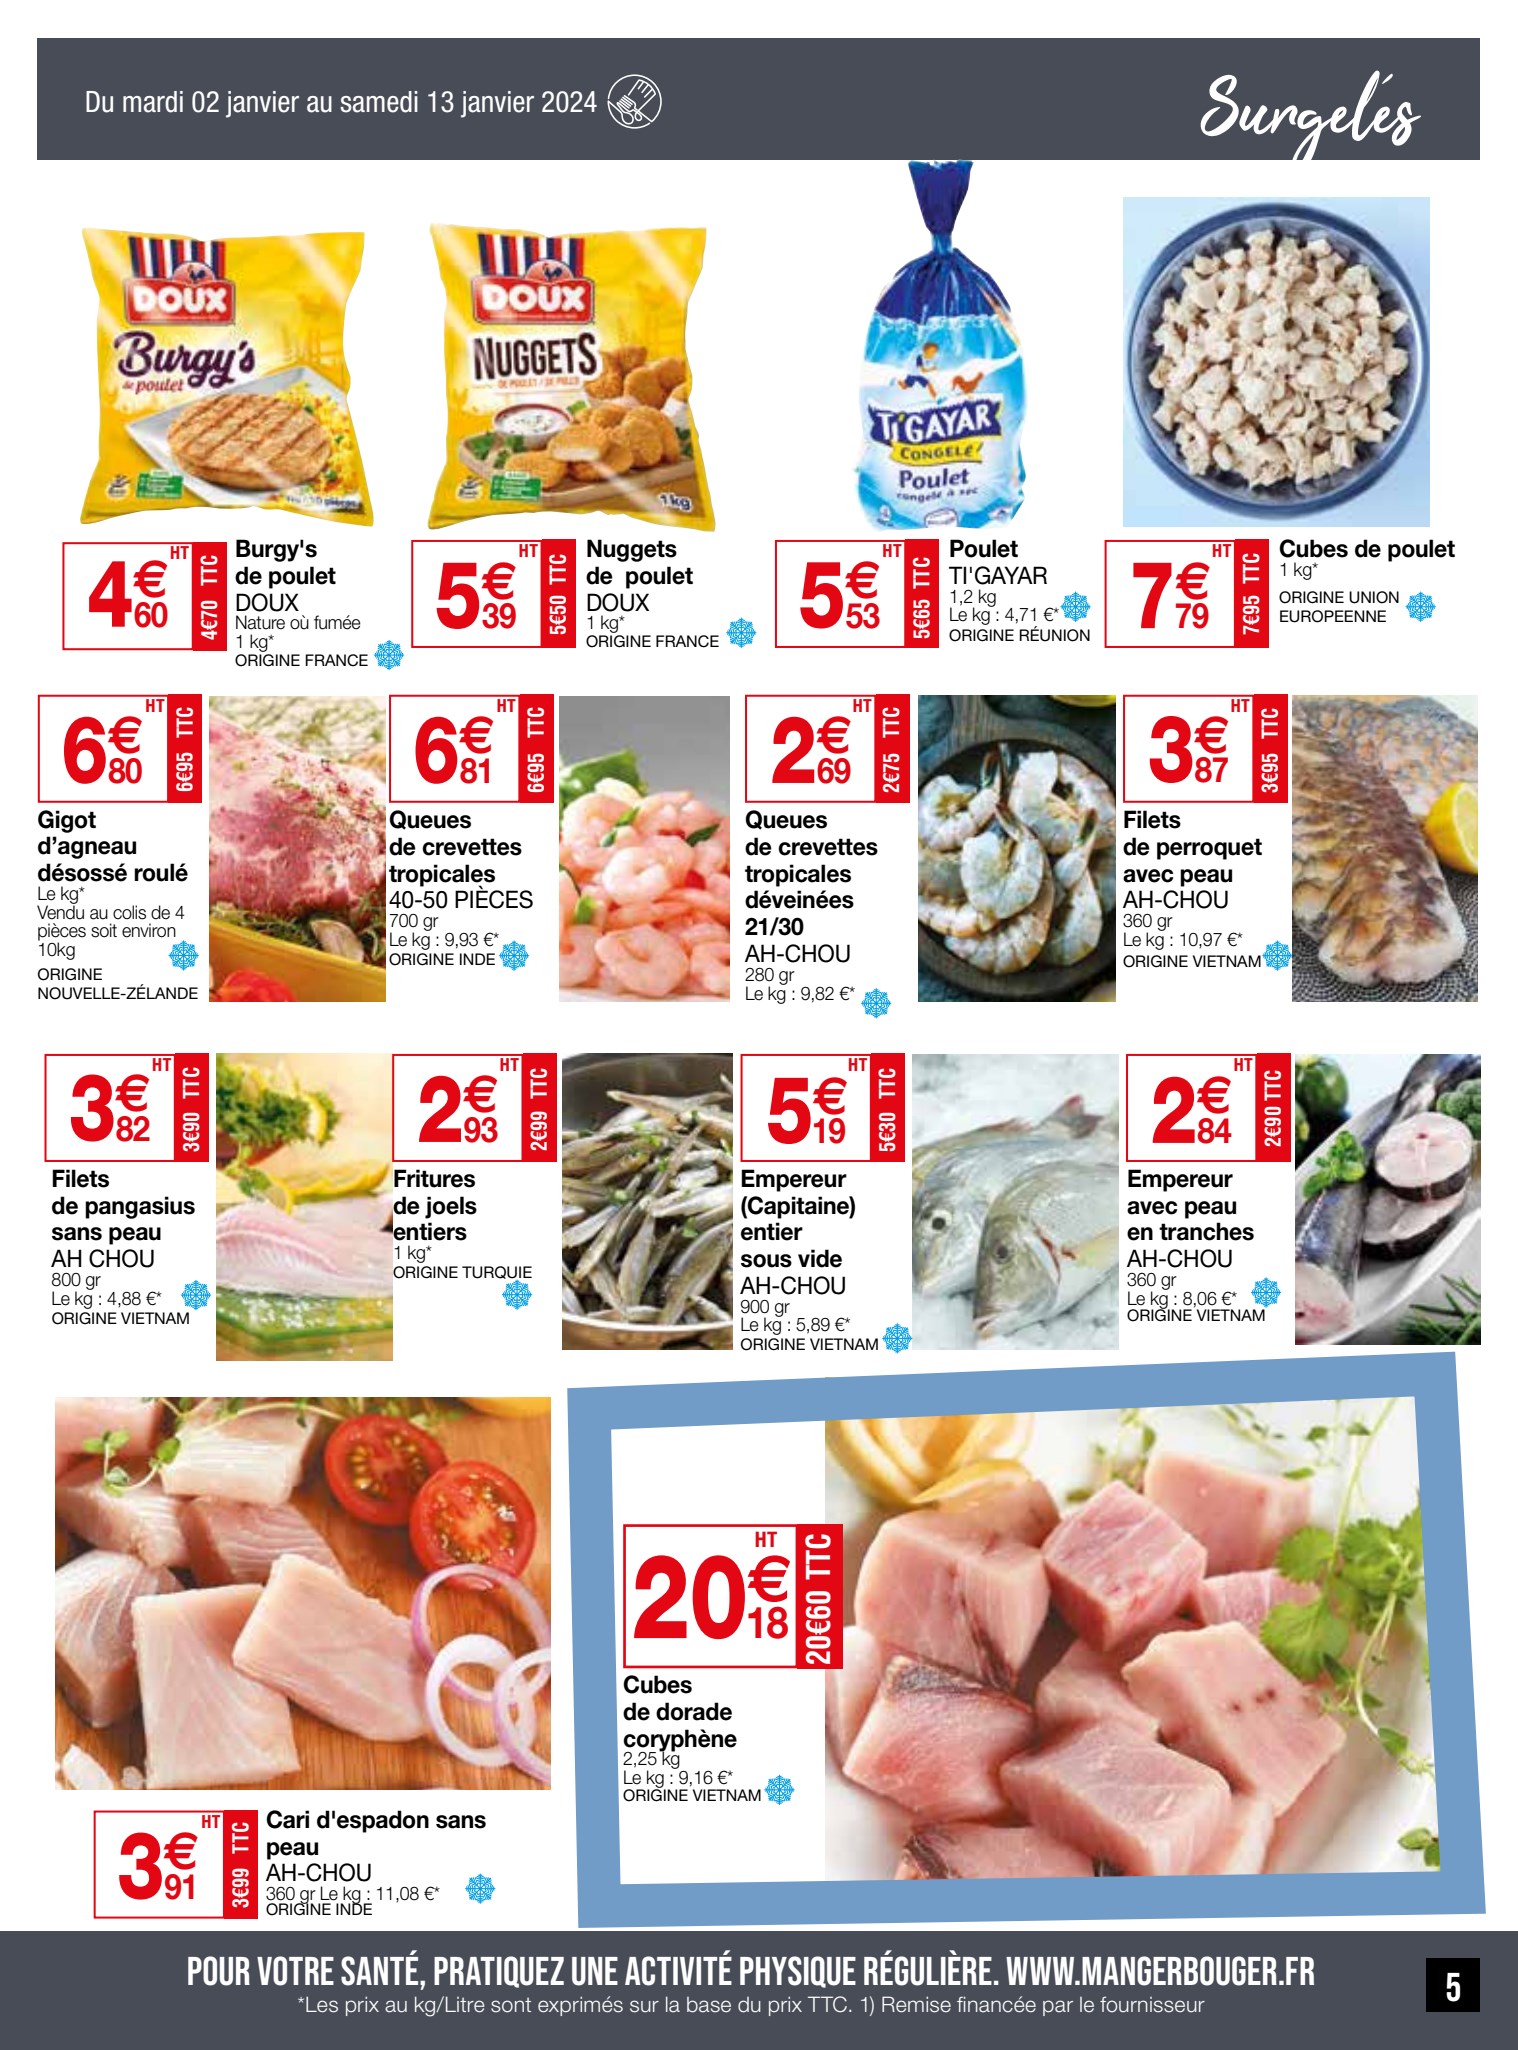 Du mardi 02 janvier au samedi 13 janvier 2024
Surgelés
DOUX
Burgy's
de poulet
DOUX
NUGGETS
DE POULET / DE POLLO
1 kg
TI'GAYAR
CONGELÉ
Poulet
congelé à sec
HT
4€60
4€70 TTC
Burgy's
de poulet
DOUX
Nature où fumée
1 kg*
ORIGINE FRANCE
HT
5€39
5€50 TTC
Nuggets
de poulet
DOUX
1 kg*
ORIGINE FRANCE
HT
5€53
5€65 TTC
Poulet
TI'GAYAR
1,2 kg
Le kg : 4,71 €*
ORIGINE RÉUNION
HT
7€79
7€95 TTC
Cubes de poulet
1 kg*
ORIGINE UNION
EUROPEENNE
HT
6€80
6€95 TTC
Gigot
d’agneau
désossé roulé
Le kg*
Vendu au colis de 4
pièces soit environ
10kg
ORIGINE
NOUVELLE-ZÉLANDE
HT
6€81
6€95 TTC
Queues
de crevettes
tropicales
40-50 PIÈCES
700 gr
Le kg : 9,93 €*
ORIGINE INDE
HT
2€69
2€75 TTC
Queues
de crevettes
tropicales
déveinées
21/30
AH-CHOU
280 gr
Le kg : 9,82 €*
HT
3€87
3€95 TTC
Filets
de perroquet
avec peau
AH-CHOU
360 gr
Le kg : 10,97 €*
ORIGINE VIETNAM
HT
3€82
3€90 TTC
Filets
de pangasius
sans peau
AH CHOU
800 gr
Le kg : 4,88 €*
ORIGINE VIETNAM
HT
2€93
2€99 TTC
Fritures
de joels
entiers
1 kg*
ORIGINE TURQUIE
HT
5€19
5€30 TTC
Empereur
(Capitaine)
entier
sous vide
AH-CHOU
900 gr
Le kg : 5,89 €*
ORIGINE VIETNAM
HT
2€84
2€90 TTC
Empereur
avec peau
en tranches
AH-CHOU
360 gr
Le kg : 8,06 €*
ORIGINE VIETNAM
HT
3€91
3€99 TTC
Cari d'espadon sans
peau
AH-CHOU
360 gr Le kg : 11,08 €*
ORIGINE INDE
HT
20€18
20€60 TTC
Cubes
de dorade
coryphène
2,25 kg
Le kg : 9,16 €*
ORIGINE VIETNAM
POUR VOTRE SANTÉ, PRATIQUEZ UNE ACTIVITÉ PHYSIQUE RÉGULIÈRE. WWW.MANGERBOUGER.FR
*Les prix au kg/Litre sont exprimés sur la base du prix TTC. 1) Remise financée par le fournisseur
5